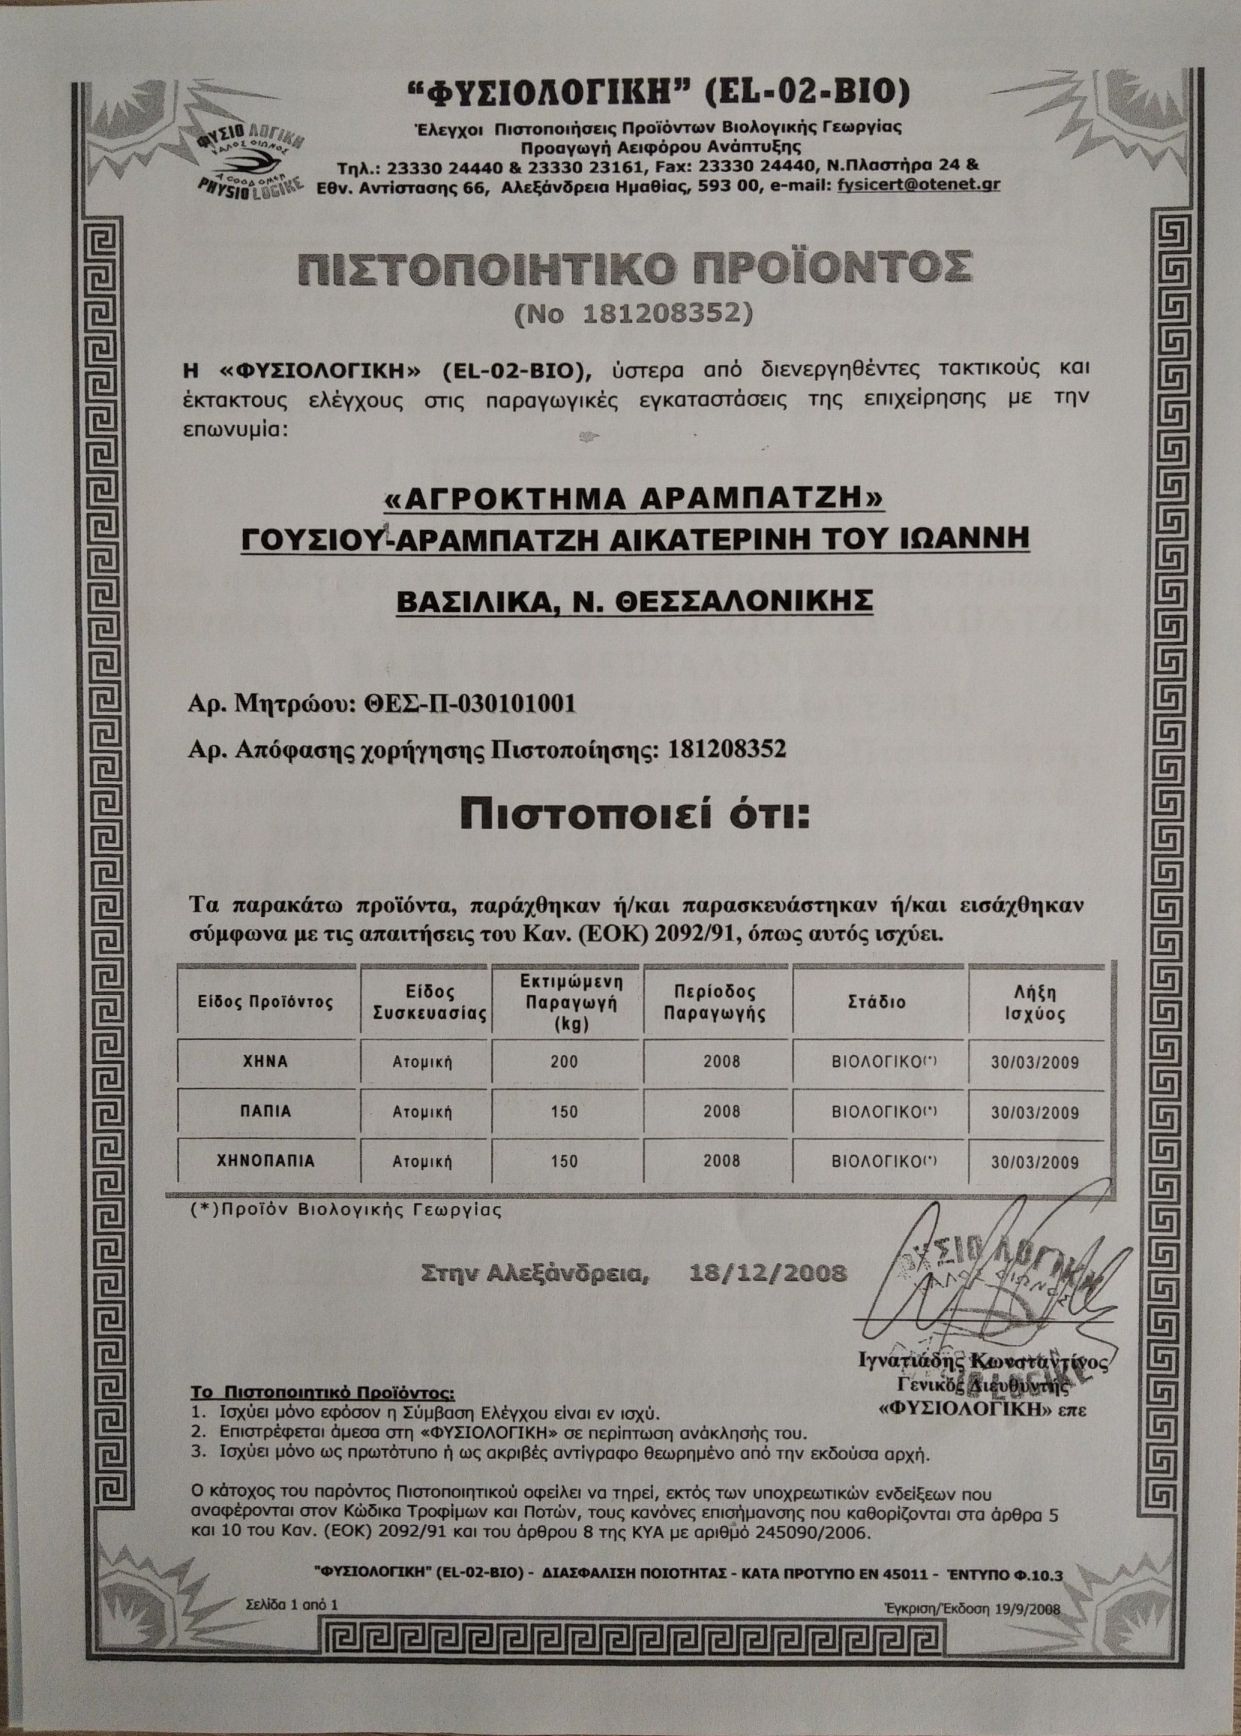 "ΦΥΣΙΟΛΟΓΙΚΗ" (EL-02-BIO)
Έλεγχοι Πιστοποιήσεις Προϊόντων Βιολογικής Γεωργίας
Προαγωγή Αειφόρου Ανάπτυξης
Τηλ.: 23330 24440 & 23330 23161, Fax: 23330 24440, Ν.Πλαστήρα 24 &
Εθν. Αντίστασης 66, Αλεξάνδρεια Ημαθίας, 593 00, e-mail: fysicert@otenet.gr
ΦΥΣΙΟ ΛΟΓΙΚΗ
ΚΑΛΟΣ ΟΙΩΝΟΣ
A GOOD OMEN
PHYSIO LOGIKE
ΠΙΣΤΟΠΟΙΗΤΙΚΟ ΠΡΟΪΟΝΤΟΣ
(Νο 181208352)
Η «ΦΥΣΙΟΛΟΓΙΚΗ» (EL-02-BIO), ύστερα από διενεργηθέντες τακτικούς και
έκτακτους ελέγχους στις παραγωγικές εγκαταστάσεις της επιχείρησης με την
επωνυμία:
«ΑΓΡΟΚΤΗΜΑ ΑΡΑΜΠΑΤΖΗ»
ΓΟΥΣΙΟΥ-ΑΡΑΜΠΑΤΖΗ ΑΙΚΑΤΕΡΙΝΗ ΤΟΥ ΙΩΑΝΝΗ
ΒΑΣΙΛΙΚΑ, Ν. ΘΕΣΣΑΛΟΝΙΚΗΣ
Αρ. Μητρώου: ΘΕΣ-Π-030101001
Αρ. Απόφασης χορήγησης Πιστοποίησης: 181208352
Πιστοποιεί ότι:
Τα παρακάτω προϊόντα, παράχθηκαν ή/και παρασκευάστηκαν ή/και εισάχθηκαν
σύμφωνα με τις απαιτήσεις του Καν. (ΕΟΚ) 2092/91, όπως αυτός ισχύει.
Είδος Προϊόντος Είδος Συσκευασίας Εκτιμώμενη Παραγωγή (kg) Περίοδος Παραγωγής Στάδιο Λήξη Ισχύος
ΧΗΝΑ Ατομική 200 2008 ΒΙΟΛΟΓΙΚΟ(*) 30/03/2009
ΠΑΠΙΑ Ατομική 150 2008 ΒΙΟΛΟΓΙΚΟ(*) 30/03/2009
ΧΗΝΟΠΑΠΙΑ Ατομική 150 2008 ΒΙΟΛΟΓΙΚΟ(*) 30/03/2009
(*)Προϊόν Βιολογικής Γεωργίας
Στην Αλεξάνδρεια, 18/12/2008
ΦΥΣΙΟ ΛΟΓΙΚΗ
ΚΑΛΟΣ ΟΙΩΝΟΣ
Ιγνατιάδης Κωνσταντίνος
Γενικός Διευθυντής
«ΦΥΣΙΟΛΟΓΙΚΗ» επε
Το Πιστοποιητικό Προϊόντος:
1. Ισχύει μόνο εφόσον η Σύμβαση Ελέγχου είναι εν ισχύ.
2. Επιστρέφεται άμεσα στη «ΦΥΣΙΟΛΟΓΙΚΗ» σε περίπτωση ανάκλησής του.
3. Ισχύει μόνο ως πρωτότυπο ή ως ακριβές αντίγραφο θεωρημένο από την εκδούσα αρχή.
Ο κάτοχος του παρόντος Πιστοποιητικού οφείλει να τηρεί, εκτός των υποχρεωτικών ενδείξεων που
αναφέρονται στον Κώδικα Τροφίμων και Ποτών, τους κανόνες επισήμανσης που καθορίζονται στα άρθρα 5
και 10 του Καν. (ΕΟΚ) 2092/91 και του άρθρου 8 της ΚΥΑ με αριθμό 245090/2006.
"ΦΥΣΙΟΛΟΓΙΚΗ" (EL-02-BIO) - ΔΙΑΣΦΑΛΙΣΗ ΠΟΙΟΤΗΤΑΣ - ΚΑΤΑ ΠΡΟΤΥΠΟ ΕΝ 45011 - ΈΝΤΥΠΟ Φ.10.3
Σελίδα 1 από 1
Έγκριση/Έκδοση 19/9/2008